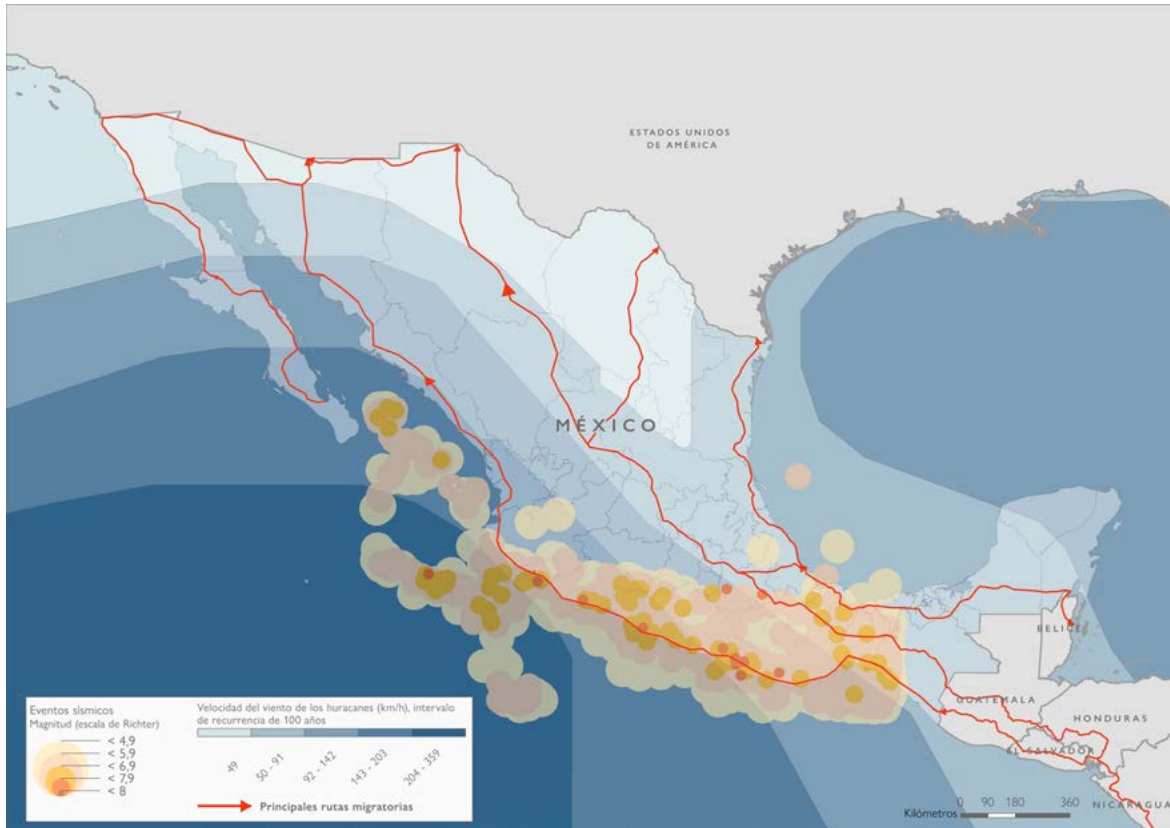 ESTADOS UNIDOS
DE AMÉRICA
MÉXICO
BELICE
GUATEMALA
HONDURAS
EL SALVADOR
NICARAGUA
Eventos sísmicos
Magnitud (escala de Richter)
< 4,9
< 5,9
< 6,9
< 7,9
< 8
Velocidad del viento de los huracanes (km/h), intervalo
de recurrencia de 100 años
49
50 - 91
92 - 142
143 - 203
204 - 359
Principales rutas migratorias
Kilómetros
0 90 180 360